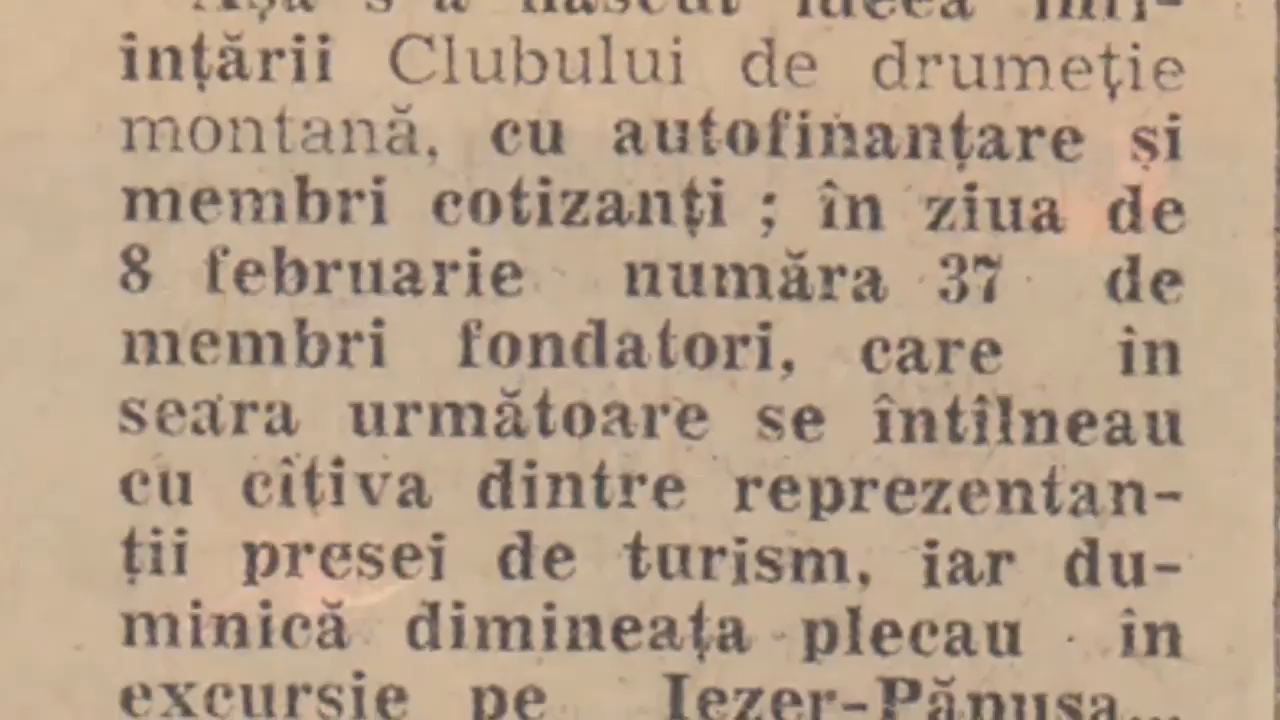 Așa s-a născut ideea înfi-
ințării Clubului de drumeție
montană, cu autofinanțare și
membri cotizanți ; în ziua de
8 februarie număra 37 de
membri fondatori, care in
seara următoare se întîlneau
cu cîțiva dintre reprezentan-
ții presei de turism, iar du-
minică dimineața plecau în
excursie pe Iezer-Pănușa...